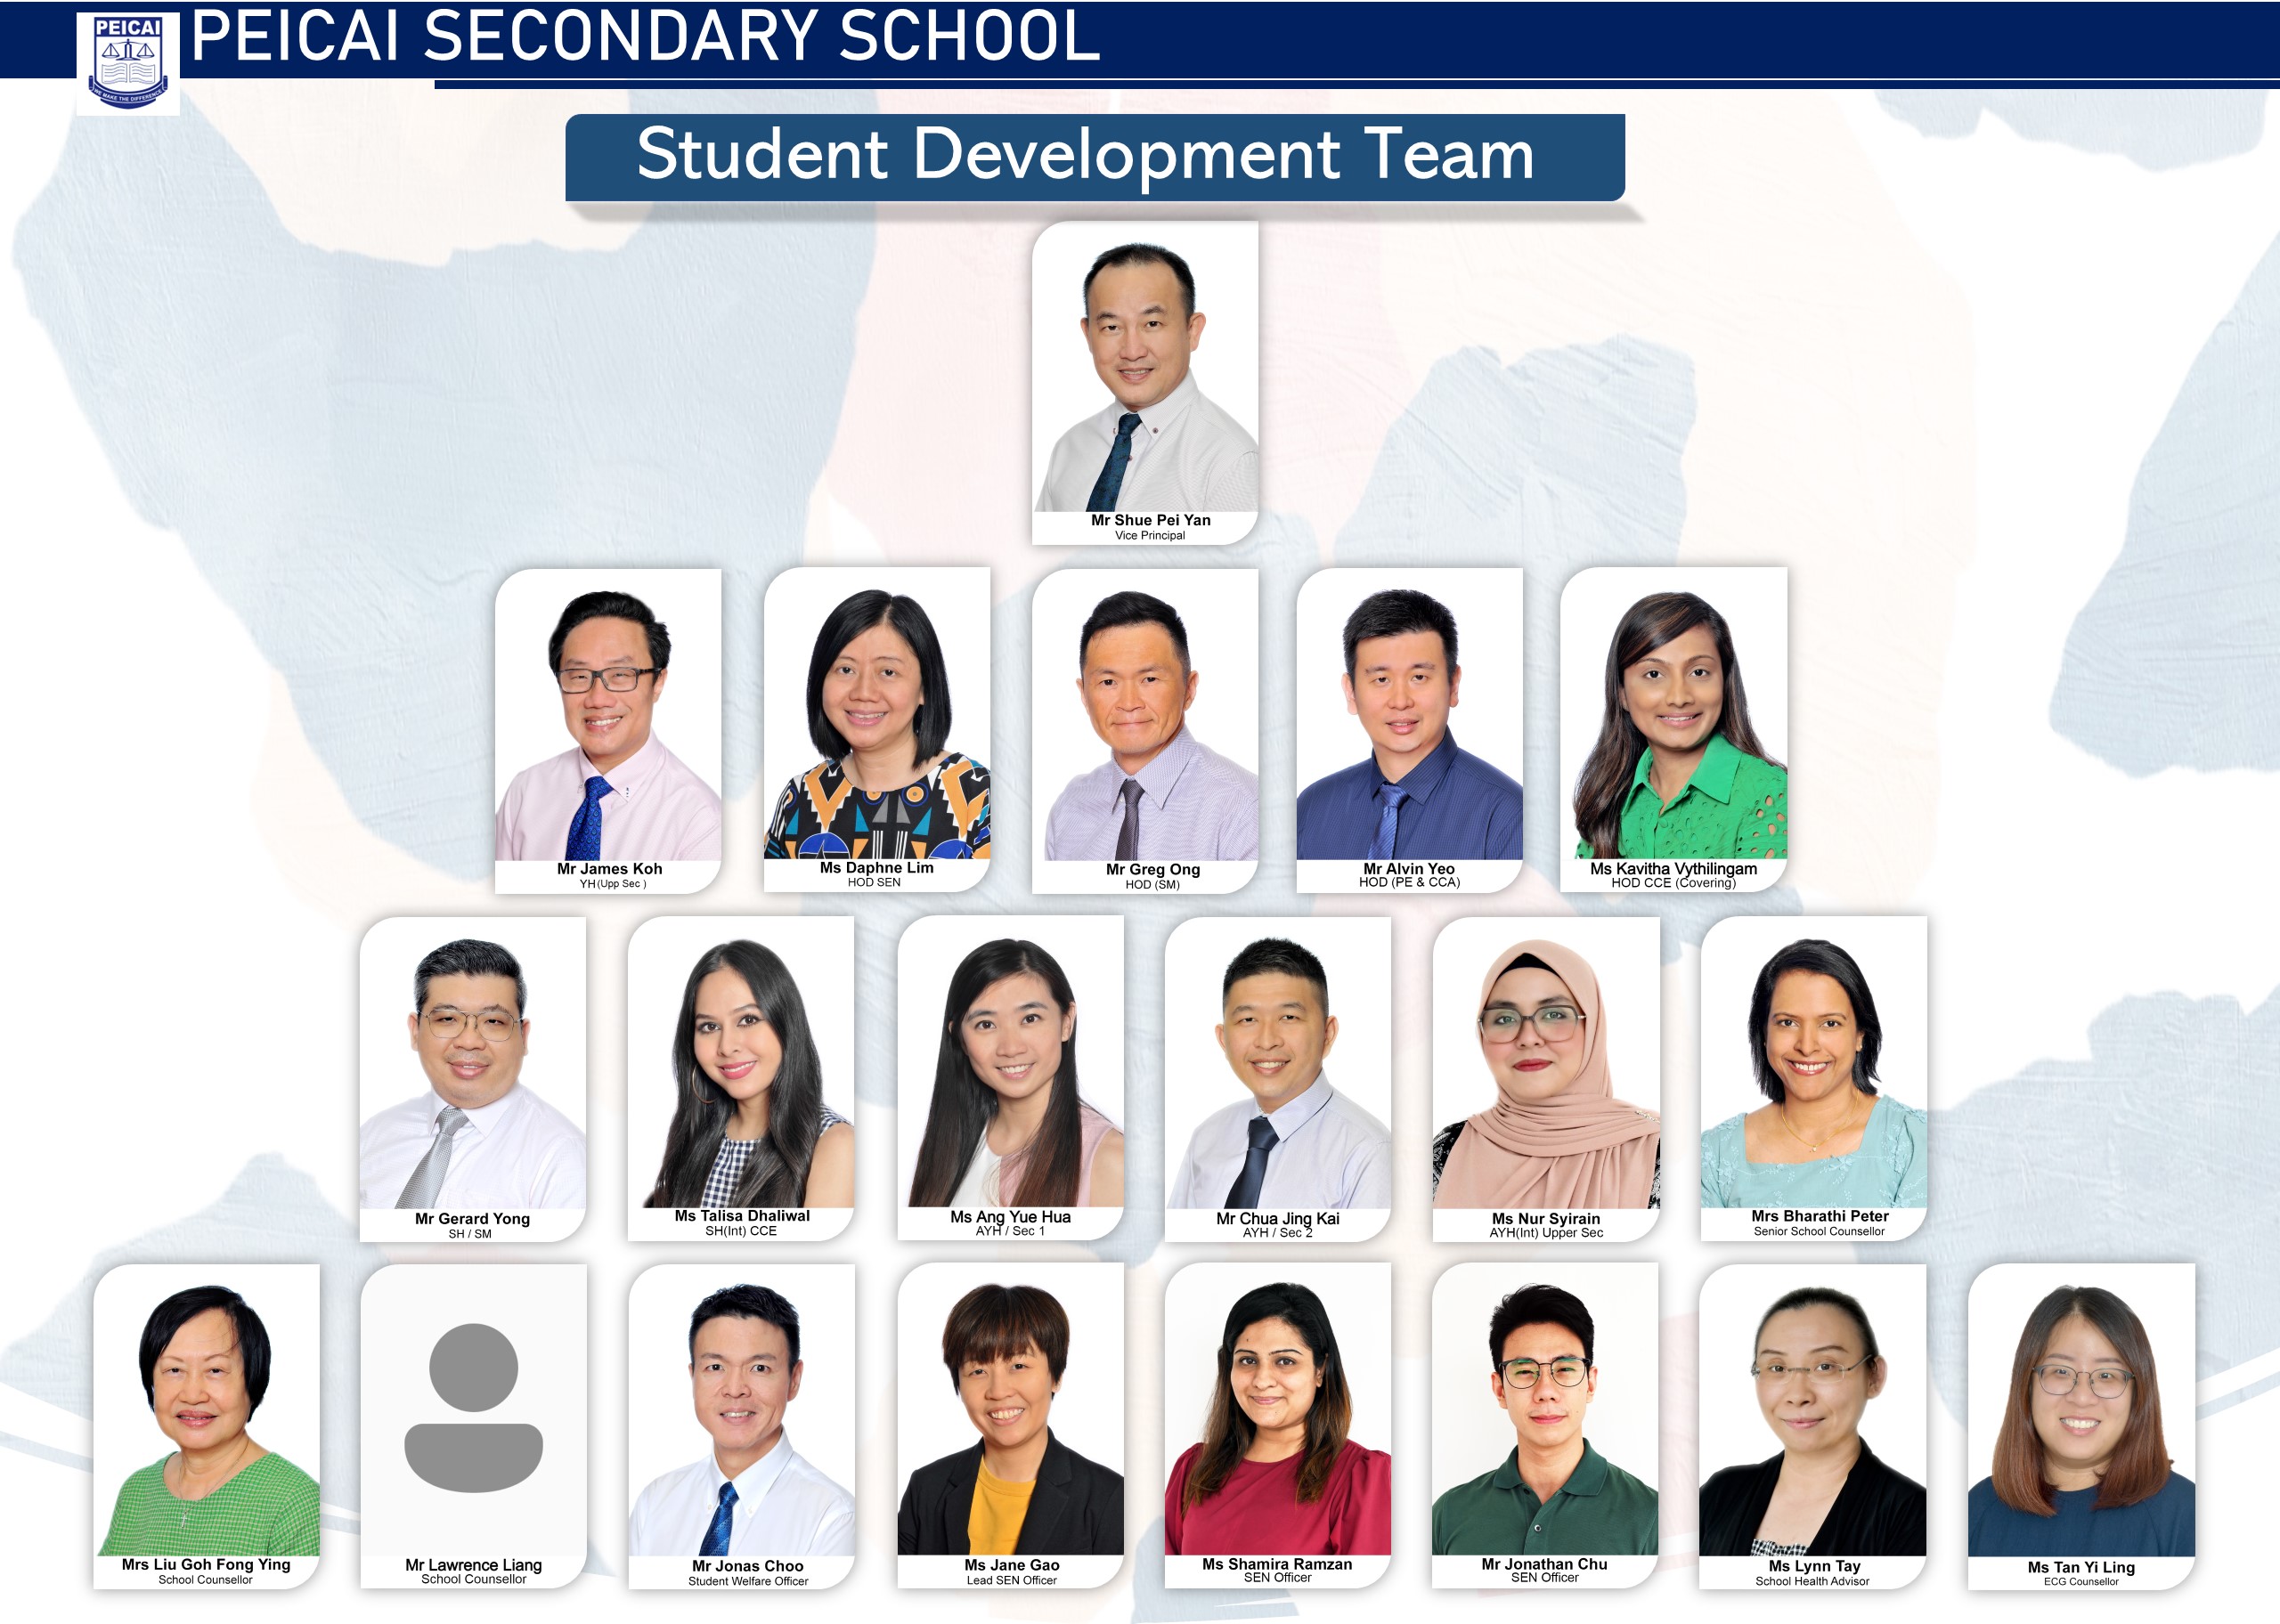 PEICAI
WE MAKE THE DIFFERENCE
PEICAI SECONDARY SCHOOL
Student Development Team
Mr Shue Pei Yan
Vice Principal
Mr James Koh
YH(Upp Sec )
Ms Daphne Lim
HOD SEN
Mr Greg Ong
HOD (SM)
Mr Alvin Yeo
HOD (PE & CCA)
Ms Kavitha Vythilingam
HOD CCE (Covering)
Mr Gerard Yong
SH / SM
Ms Talisa Dhaliwal
SH(Int) CCE
Ms Ang Yue Hua
AYH / Sec 1
Mr Chua Jing Kai
AYH / Sec 2
Ms Nur Syirain
AYH(Int) Upper Sec
Mrs Bharathi Peter
Senior School Counsellor
Mrs Liu Goh Fong Ying
School Counsellor
Mr Lawrence Liang
School Counsellor
Mr Jonas Choo
Student Welfare Officer
Ms Jane Gao
Lead SEN Officer
Ms Shamira Ramzan
SEN Officer
Mr Jonathan Chu
SEN Officer
Ms Lynn Tay
School Health Advisor
Ms Tan Yi Ling
ECG Counsellor